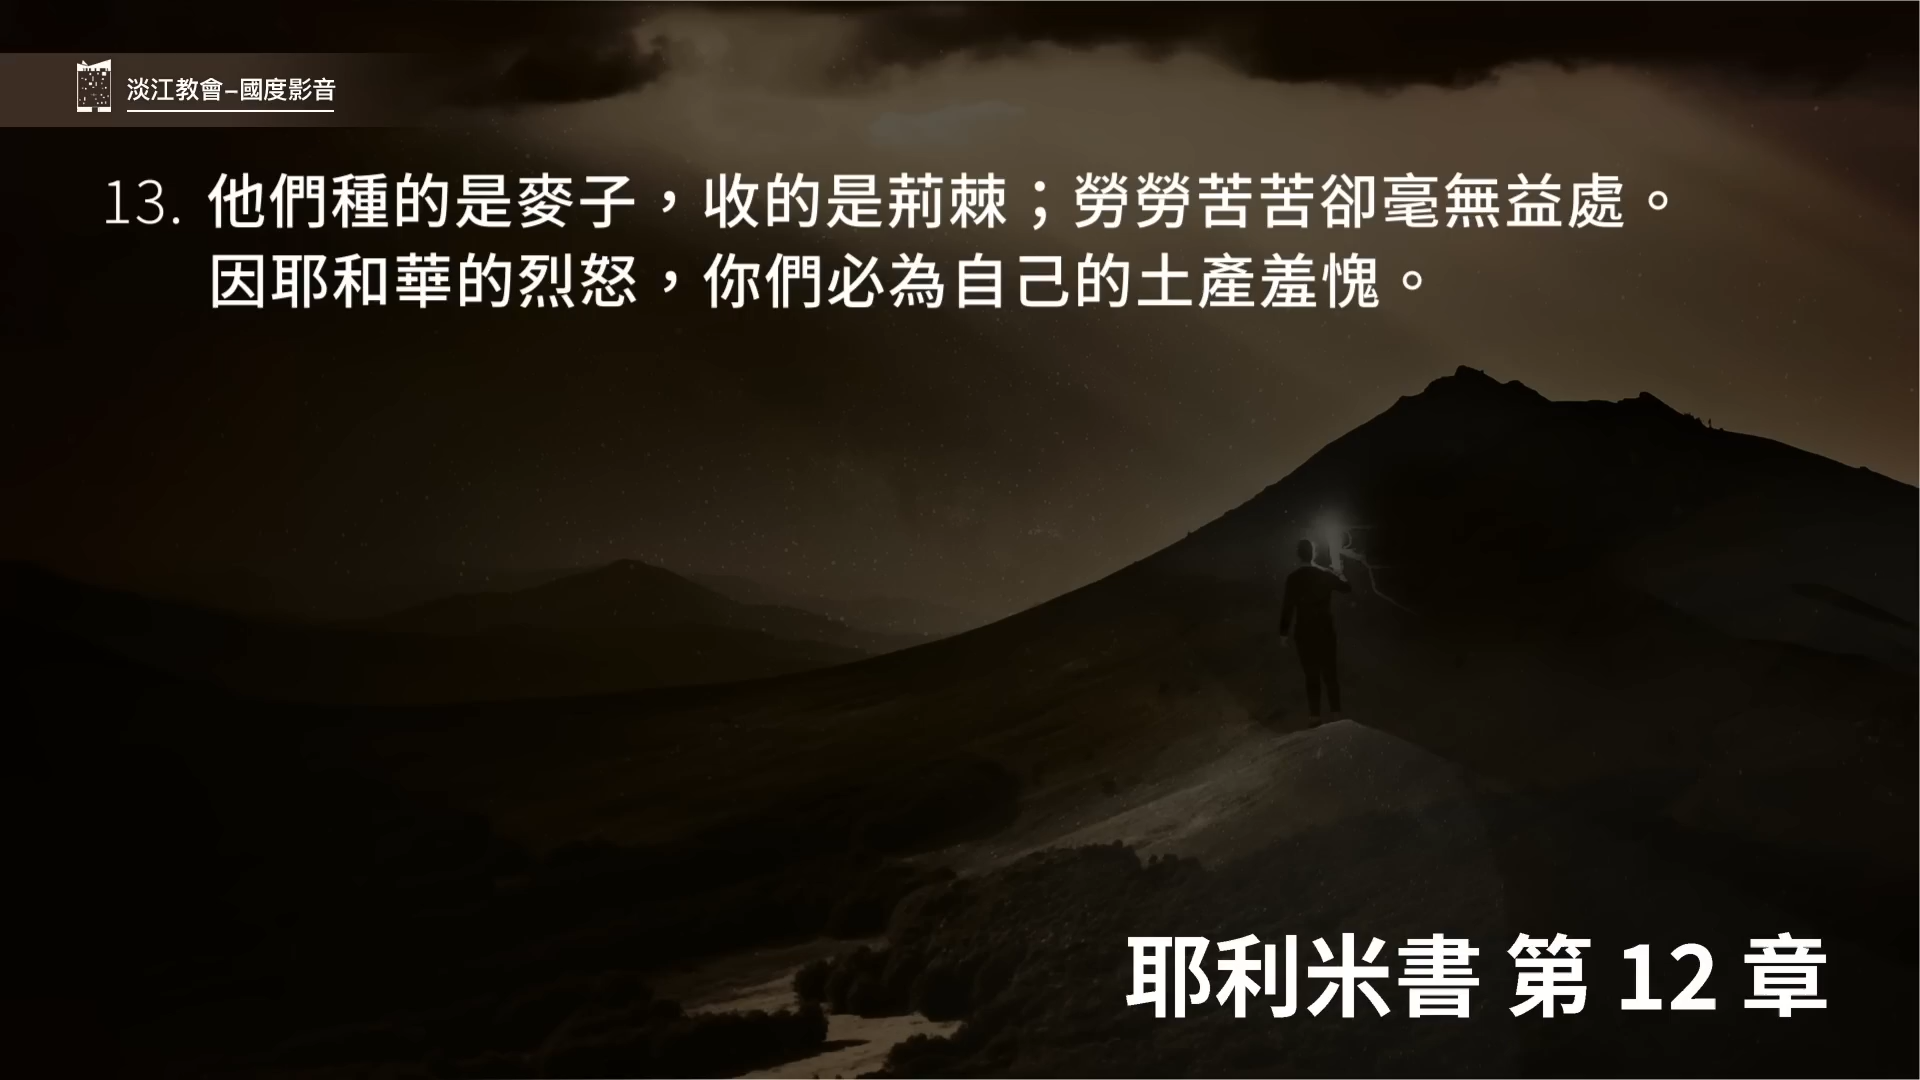 淡江教會–國度影音
13. 他們種的是麥子，收的是荊棘；勞勞苦苦卻毫無益處。
因耶和華的烈怒，你們必為自己的土產羞愧。
耶利米書 第 12 章